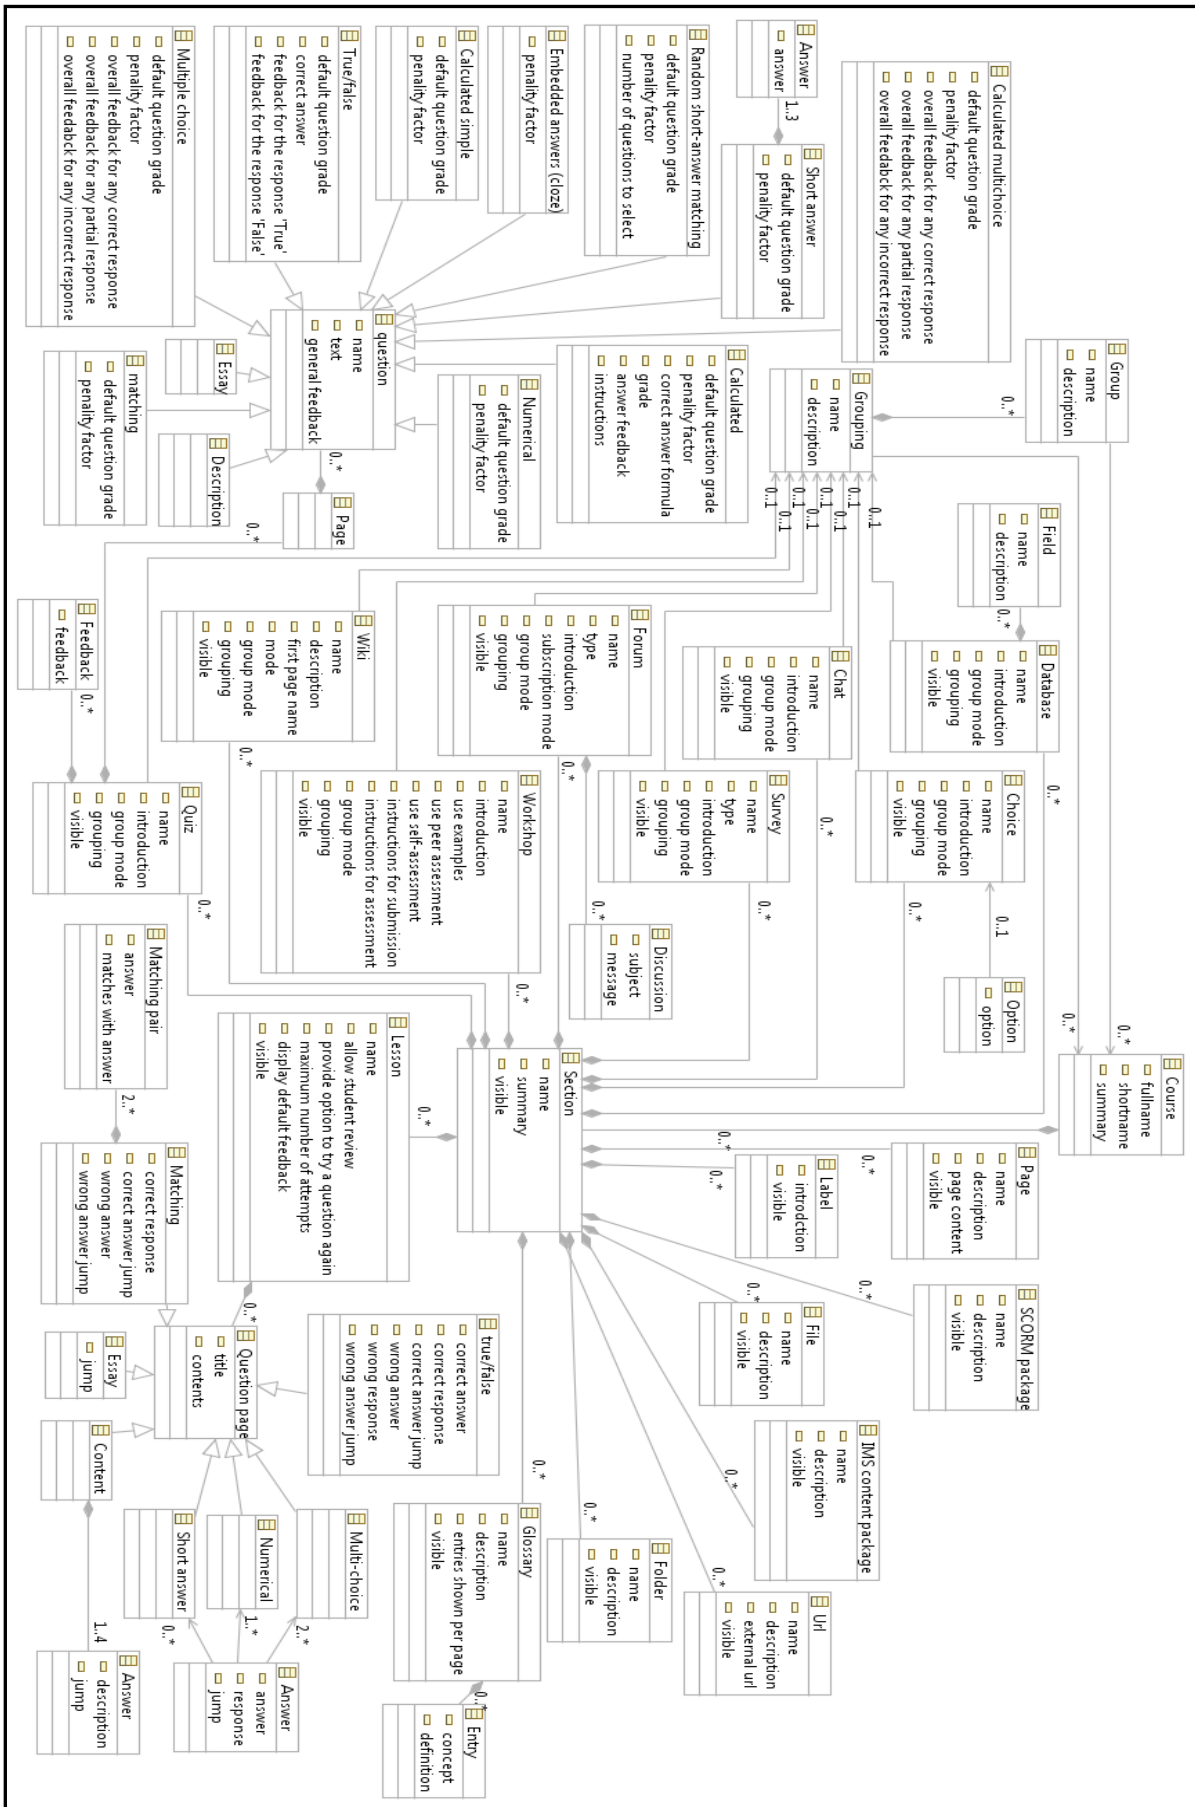 Course
fullname
shortname
summary
Group
name
description
0..*
0..*
0..*
Grouping
name
description
0..1
0..1
0..1
0..1
0..1
0..1
0..1
0..1
Calculated multichoice
default question grade
penality factor
overall feedback for any correct response
overall feedback for any partial response
overall feedabck for any incorrect response
Answer
answer
1..3
Short answer
default question grade
penality factor
Random short-answer matching
default question grade
penality factor
number of questions to select
Embedded answers (cloze)
penality factor
Calculated simple
default question grade
penality factor
True/false
default question grade
correct answer
feedback for the response 'True'
feedback for the response 'False'
Multiple choice
default question grade
penality factor
overall feedback for any correct response
overall feedback for any partial response
overall feedabck for any incorrect response
question
name
text
general feedback
0..*
Calculated
default question grade
penality factor
correct answer formula
grade
answer feedback
instructions
Numerical
default question grade
penality factor
Essay
matching
default question grade
penality factor
Description
Page
0..*
Field
name
description
0..*
Database
name
introduction
group mode
grouping
visible
0..*
Choice
name
introduction
group mode
grouping
visible
0..*
0..1
Option
option
Chat
name
introduction
group mode
grouping
visible
0..*
Survey
name
type
introduction
group mode
grouping
visible
0..*
Forum
name
type
introduction
subscription mode
group mode
grouping
visible
0..*
0..*
Discussion
subject
message
Workshop
name
introduction
use examples
use peer assessment
use self-assessment
instructions for submission
instructions for assessment
group mode
grouping
visible
0..*
Wiki
name
description
first page name
mode
group mode
grouping
visible
0..*
Feedback
feedback
0..*
Quiz
name
introduction
group mode
grouping
visible
0..*
Section
name
summary
visible
Page
name
description
page content
visible
0..*
Label
introdction
visible
0..*
SCORM package
name
description
visible
0..*
File
name
description
visible
0..*
IMS content package
name
description
visible
0..*
Url
name
description
external url
visible
0..*
Folder
name
description
visible
0..*
Glossary
name
description
entries shown per page
visible
0..*
0..*
Entry
concept
definition
Lesson
name
allow student review
provide option to try a question again
maximum number of attempts
display default feedback
visible
0..*
0..*
Matching pair
answer
matches with answer
2..*
Matching
correct response
correct answer jump
wrong answer
wrong answer jump
Question page
title
contents
true/false
correct answer
correct response
correct answer jump
wrong answer
wrong response
wrong answer jump
Essay
jump
Content
Multi-choice
Numerical
Short answer
2..*
1..*
0..*
Answer
answer
response
jump
1..4
Answer
description
jump